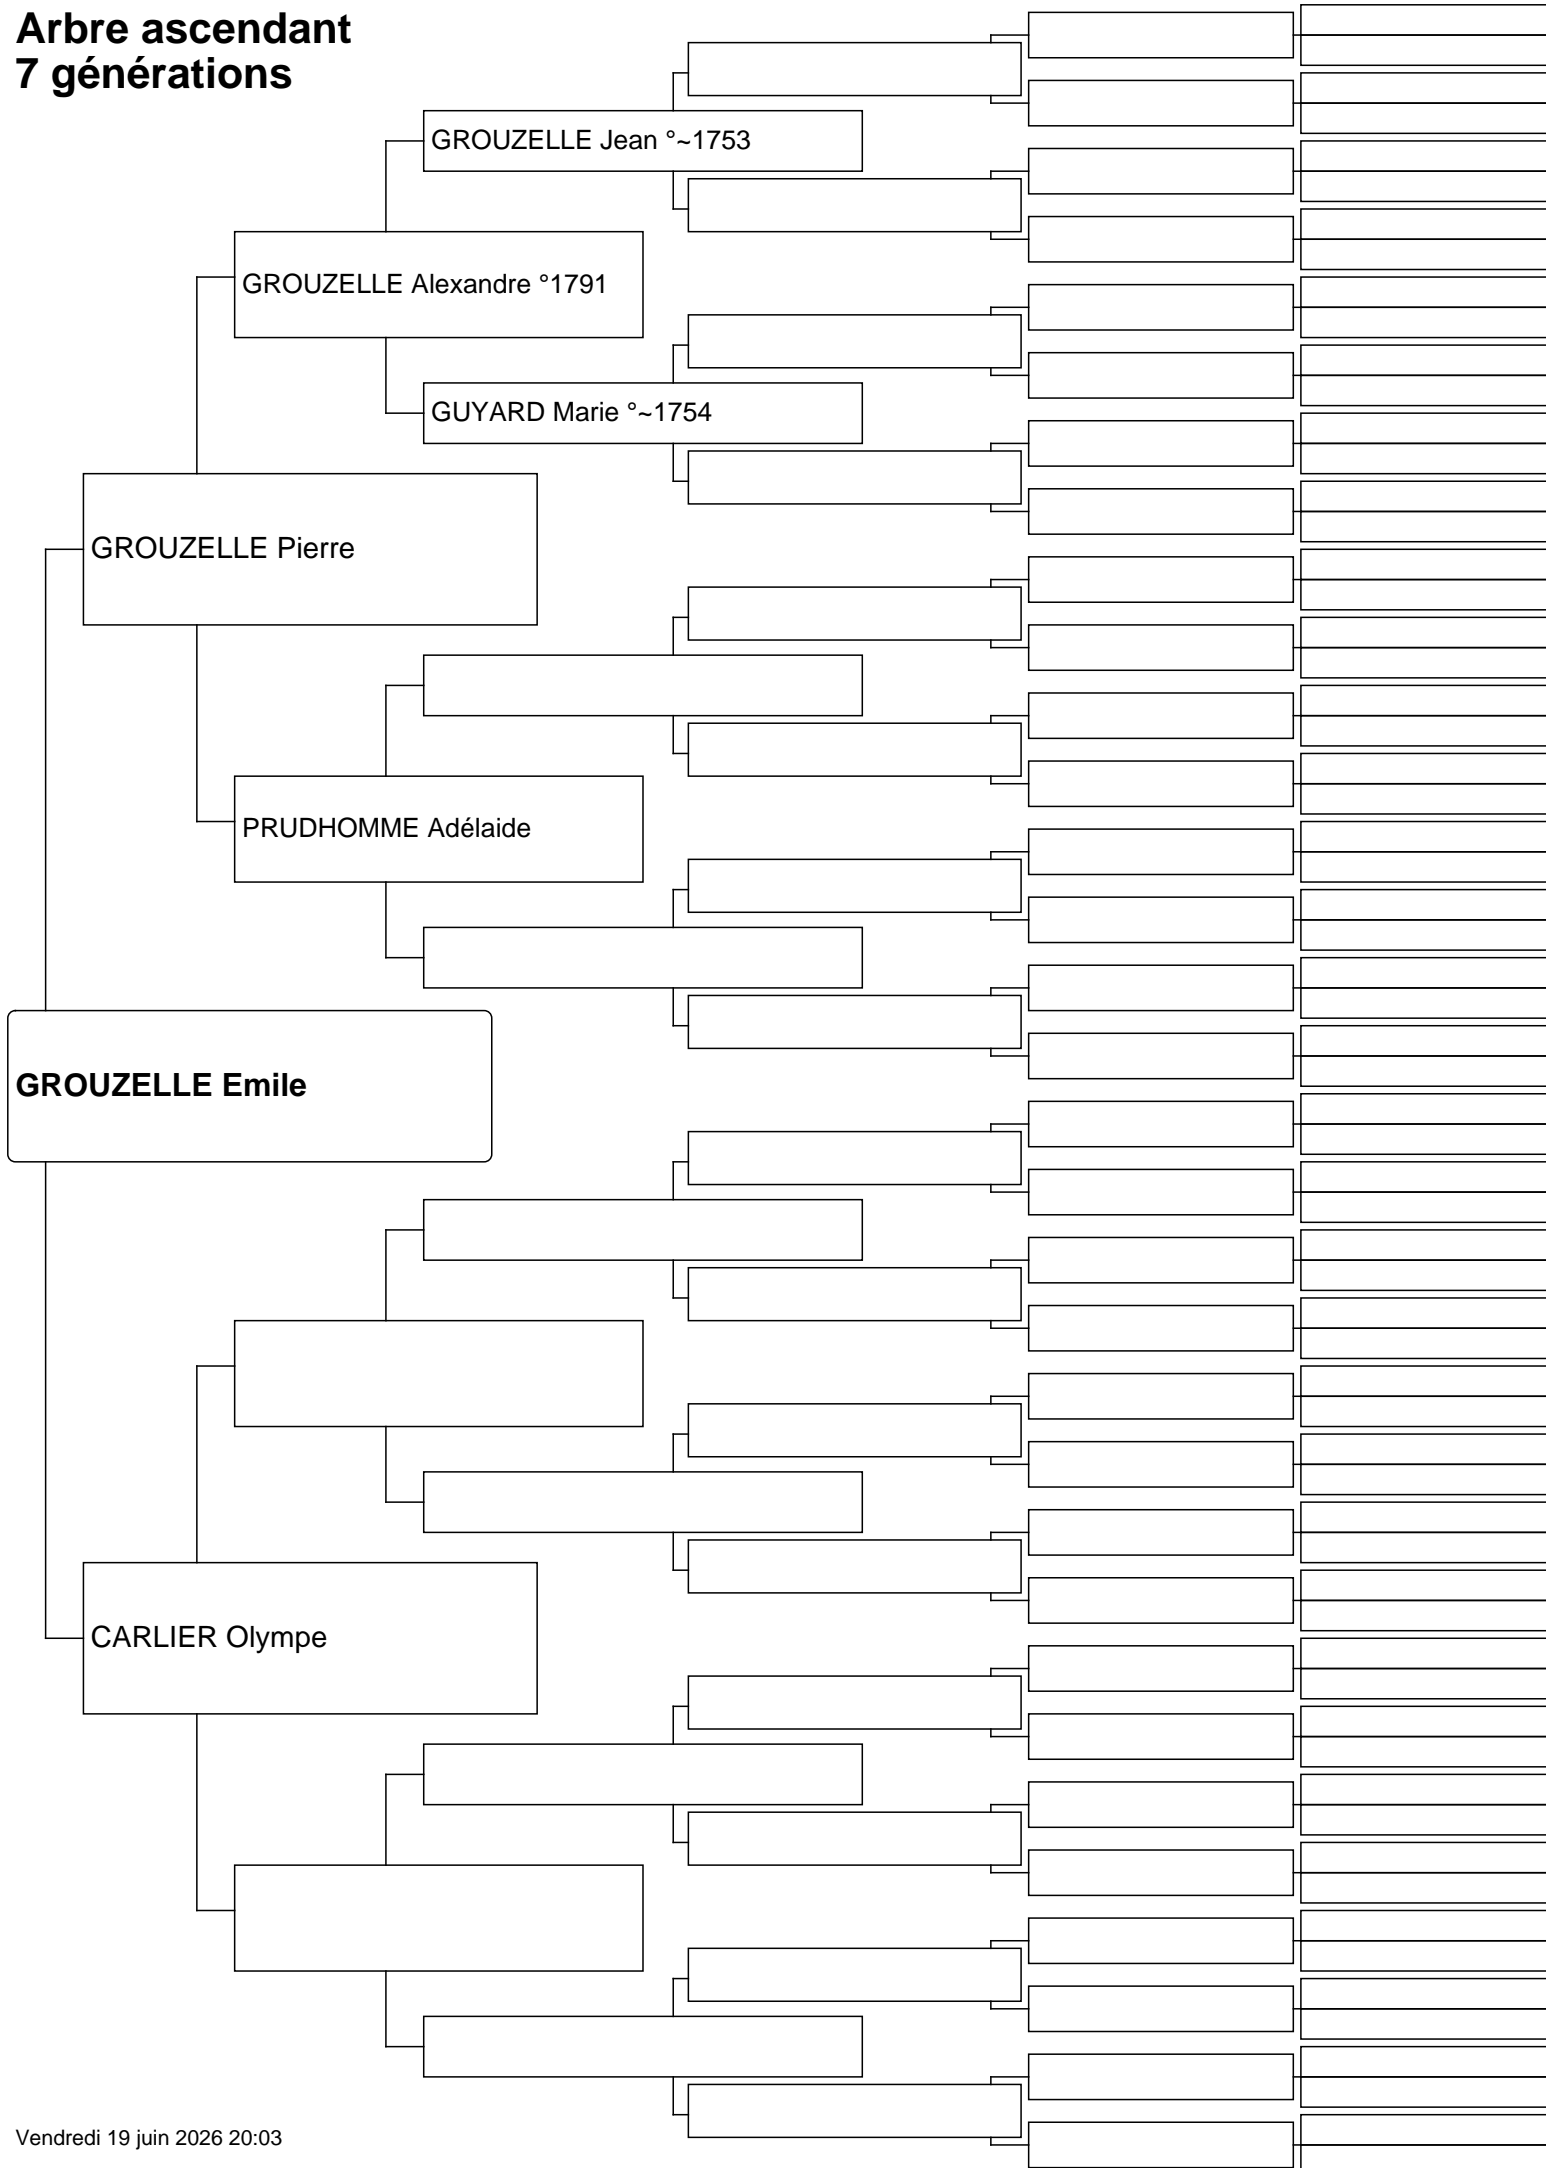 Arbre ascendant
7 générations
GROUZELLE Jean °~1753
GROUZELLE Alexandre °1791
GUYARD Marie °~1754
GROUZELLE Pierre
PRUDHOMME Adélaide
GROUZELLE Emile
CARLIER Olympe
Vendredi 19 juin 2026 20:03